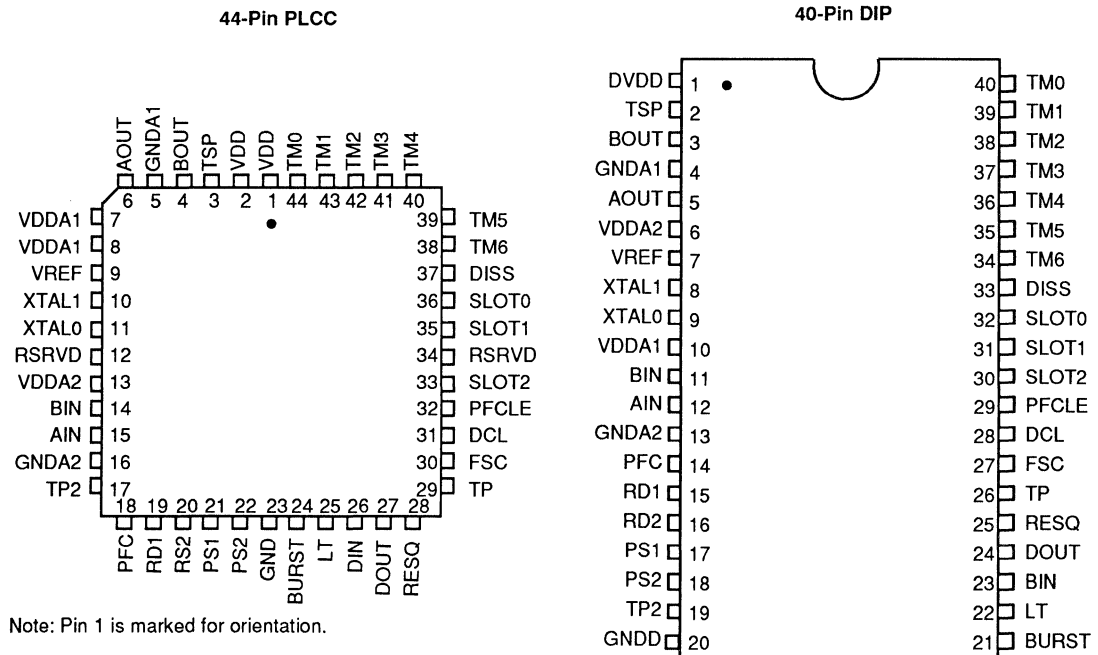 44-Pin PLCC
AOUT GNDA1 BOUT TSP VDD VDD TM0 TM1 TM2 TM3 TM4
6 5 4 3 2 1 44 43 42 41 40
VDDA1 7 39 TM5
VDDA1 8 38 TM6
VREF 9 37 DISS
XTAL1 10 36 SLOT0
XTAL0 11 35 SLOT1
RSRVD 12 34 RSRVD
VDDA2 13 33 SLOT2
BIN 14 32 PFCLE
AIN 15 31 DCL
GNDA2 16 30 FSC
TP2 17 29 TP
18 19 20 21 22 23 24 25 26 27 28
PFC RD1 RS2 PS1 PS2 GND BURST LT DIN DOUT RESQ
Note: Pin 1 is marked for orientation.
40-Pin DIP
DVDD 1 40 TM0
TSP 2 39 TM1
BOUT 3 38 TM2
GNDA1 4 37 TM3
AOUT 5 36 TM4
VDDA2 6 35 TM5
VREF 7 34 TM6
XTAL1 8 33 DISS
XTAL0 9 32 SLOT0
VDDA1 10 31 SLOT1
BIN 11 30 SLOT2
AIN 12 29 PFCLE
GNDA2 13 28 DCL
PFC 14 27 FSC
RD1 15 26 TP
RD2 16 25 RESQ
PS1 17 24 DOUT
PS2 18 23 BIN
TP2 19 22 LT
GNDD 20 21 BURST